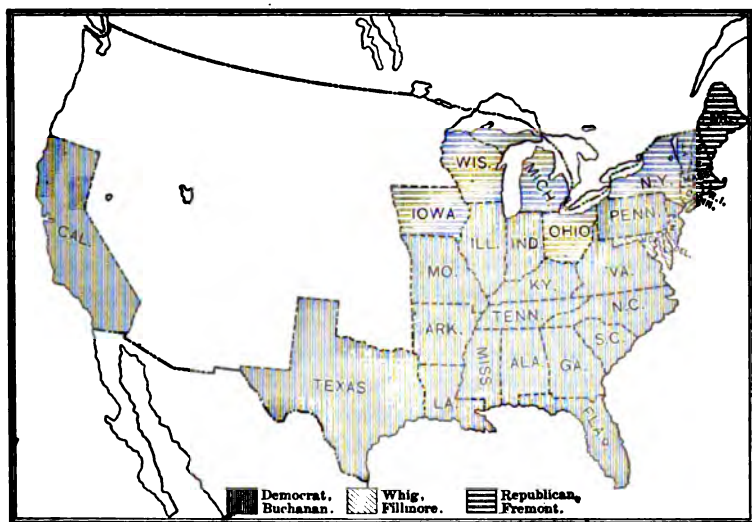 ME.
WIS.
MICH.
N.Y.
IOWA
PENN.
OHIO
ILL.
IND.
CAL.
MO.
VA.
KY.
N.C.
TENN.
ARK.
S.C.
MISS
ALA.
GA.
TEXAS
LA.
FLA.
Democrat,
Buchanan.
Whig,
Fillmore.
Republican,
Fremont.